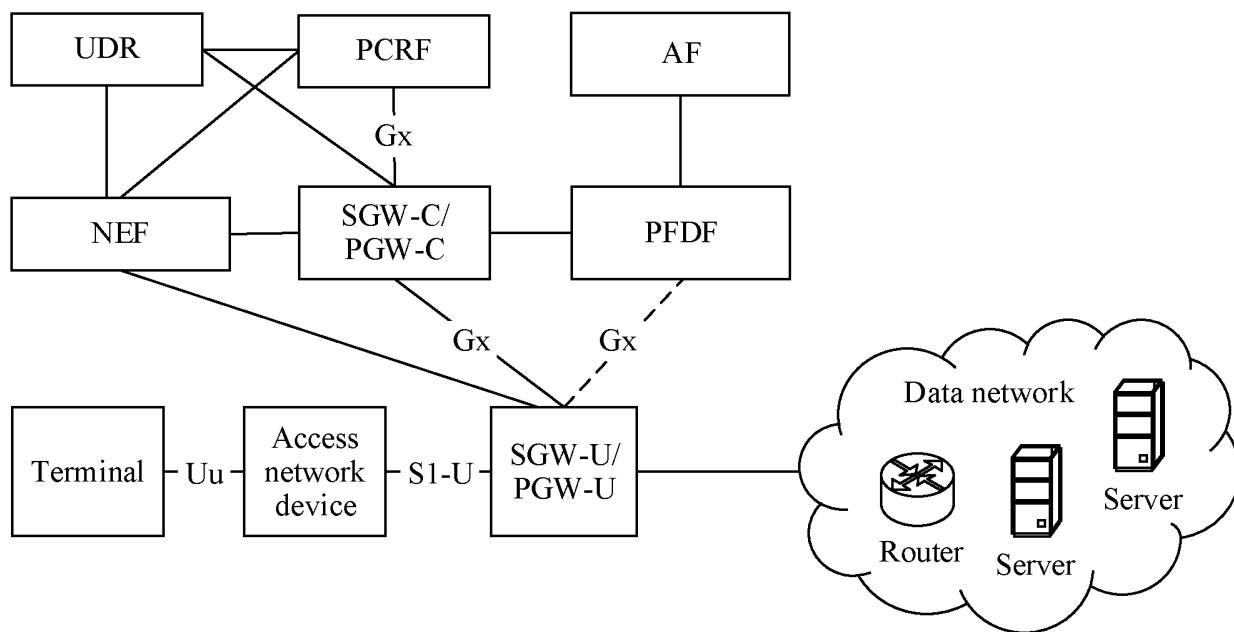 UDR
PCRF
AF
Gx
NEF
SGW-C/
PGW-C
PFDF
Gx
Gx
Data network
Terminal
Uu
Access
network
device
S1-U
SGW-U/
PGW-U
Router
Server
Server